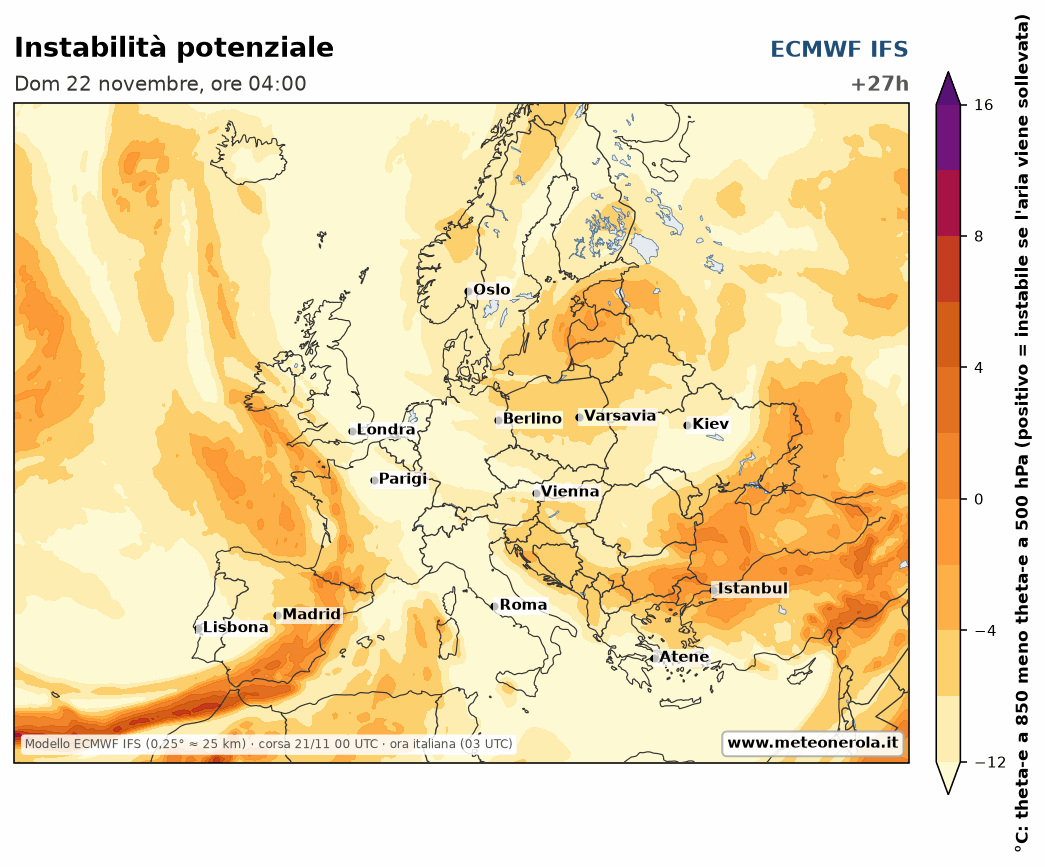 Instabilità potenziale
ECMWF IFS
Dom 22 novembre, ore 04:00
+27h
Oslo
Londra
Berlino
Varsavia
Kiev
Parigi
Vienna
Istanbul
Roma
Madrid
Lisbona
Atene
Modello ECMWF IFS (0,25° ≈ 25 km) · corsa 21/11 00 UTC · ora italiana (03 UTC)
www.meteonerola.it
16
8
4
0
−4
−12
°C: theta-e a 850 meno theta-e a 500 hPa (positivo = instabile se l'aria viene sollevata)